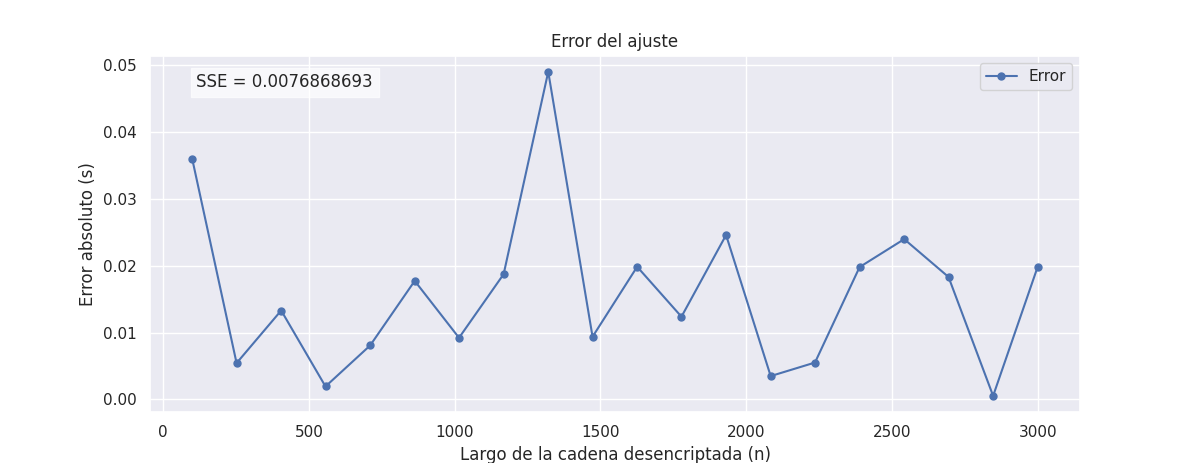 Error del ajuste
SSE = 0.0076868693
Error
Error absoluto (s)
0.05
0.04
0.03
0.02
0.01
0.00
0 500 1000 1500 2000 2500 3000
Largo de la cadena desencriptada (n)